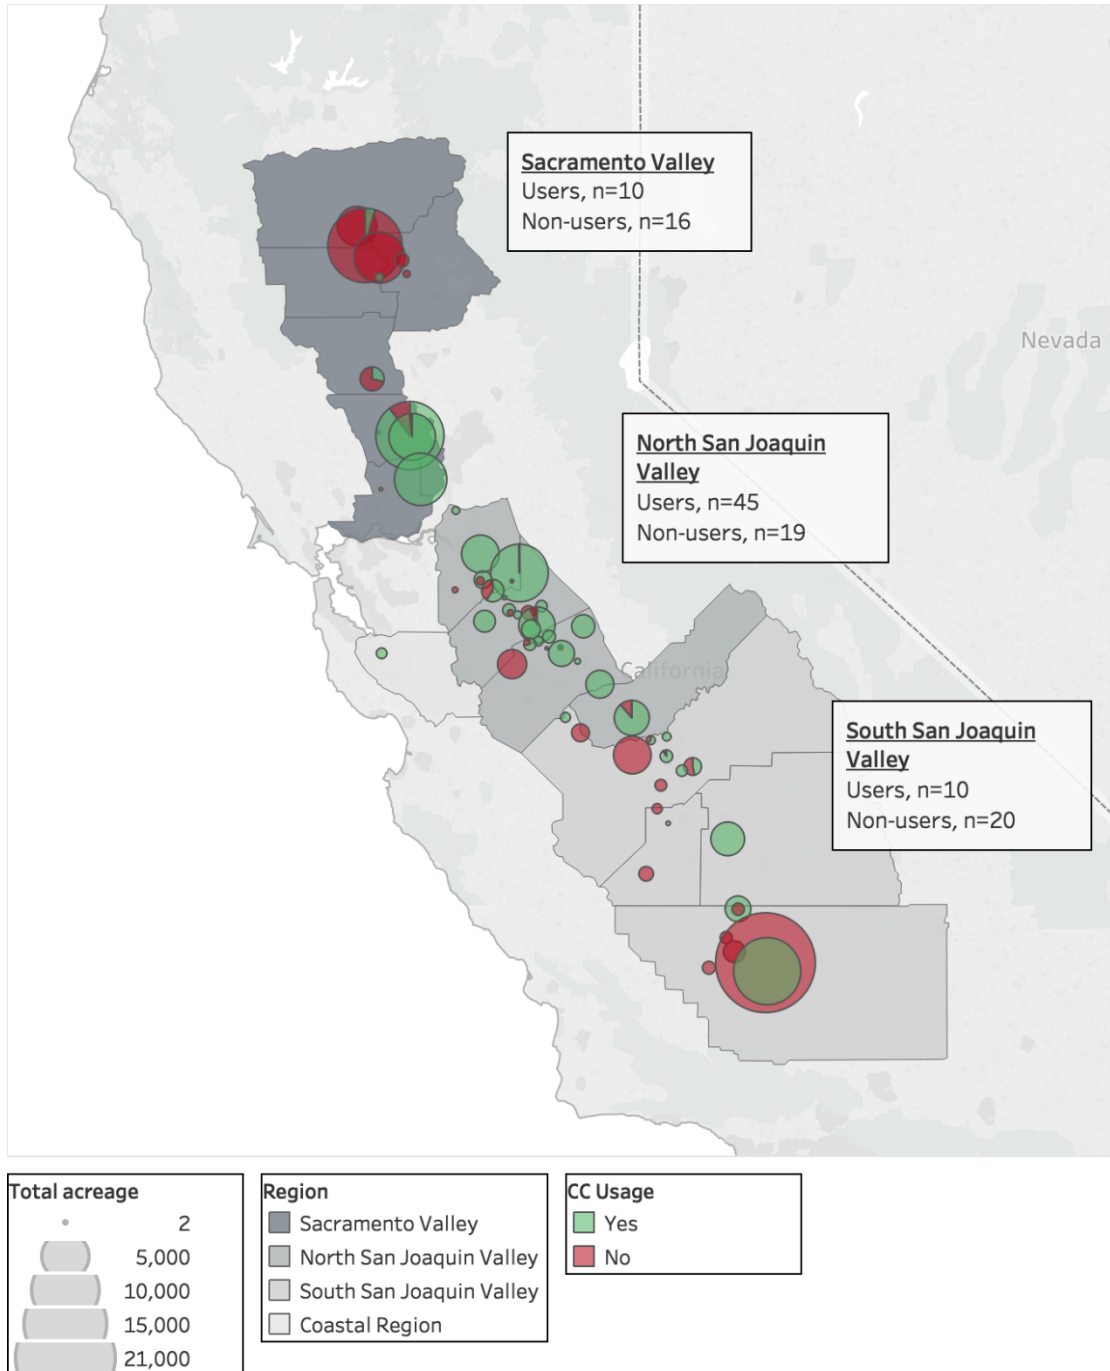 Sacramento Valley
Users, n=10
Non-users, n=16
Nevada
North San Joaquin
Valley
Users, n=45
Non-users, n=19
California
South San Joaquin
Valley
Users, n=10
Non-users, n=20
Total acreage
2
5,000
10,000
15,000
21,000
Region
Sacramento Valley
North San Joaquin Valley
South San Joaquin Valley
Coastal Region
CC Usage
Yes
No